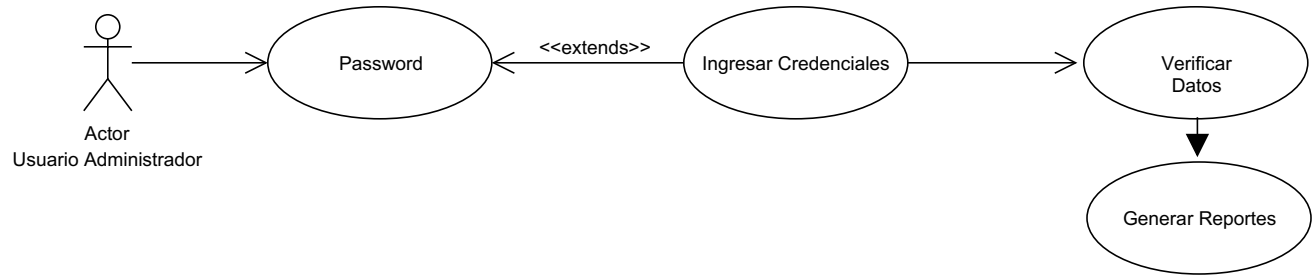 <<extends>>
Password
Ingresar Credenciales
Verificar
Datos
Actor
Usuario Administrador
Generar Reportes